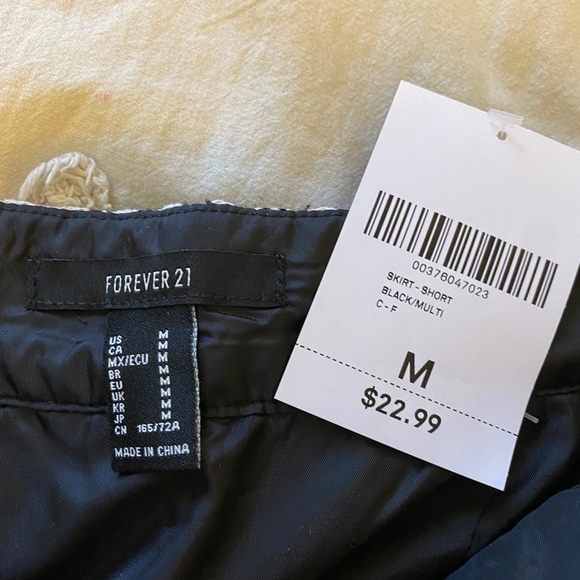 FOREVER 21
US M
CA M
MX/ECU M
BR M
EU M
UK M
KR M
JP M
CN 165/72A
MADE IN CHINA
00378047023
SKIRT-SHORT
BLACK/MULTI
C-F
M
$22.99